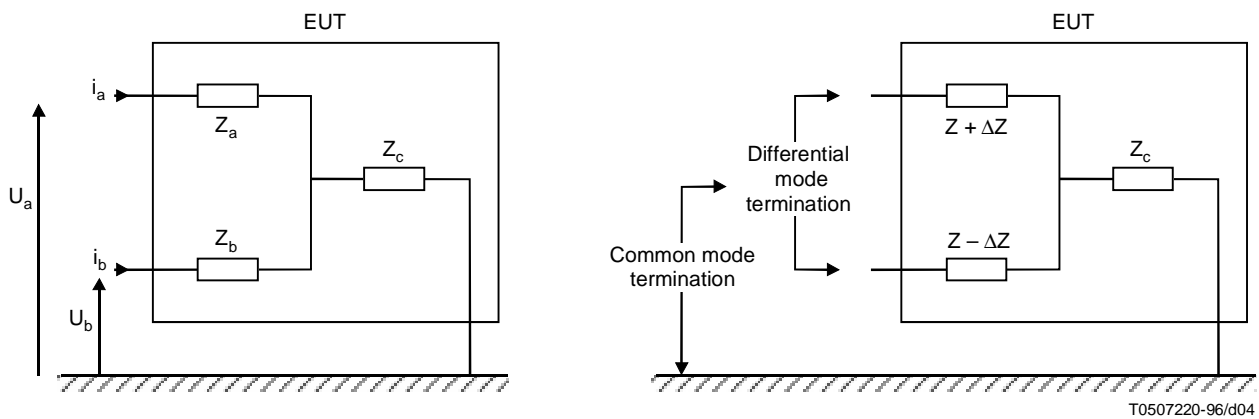 EUT
i_a
Z_a
Z_c
U_a
Z_b
i_b
U_b
EUT
Z + ΔZ
Z_c
Differential
mode
termination
Z – ΔZ
Common mode
termination
T0507220-96/d04